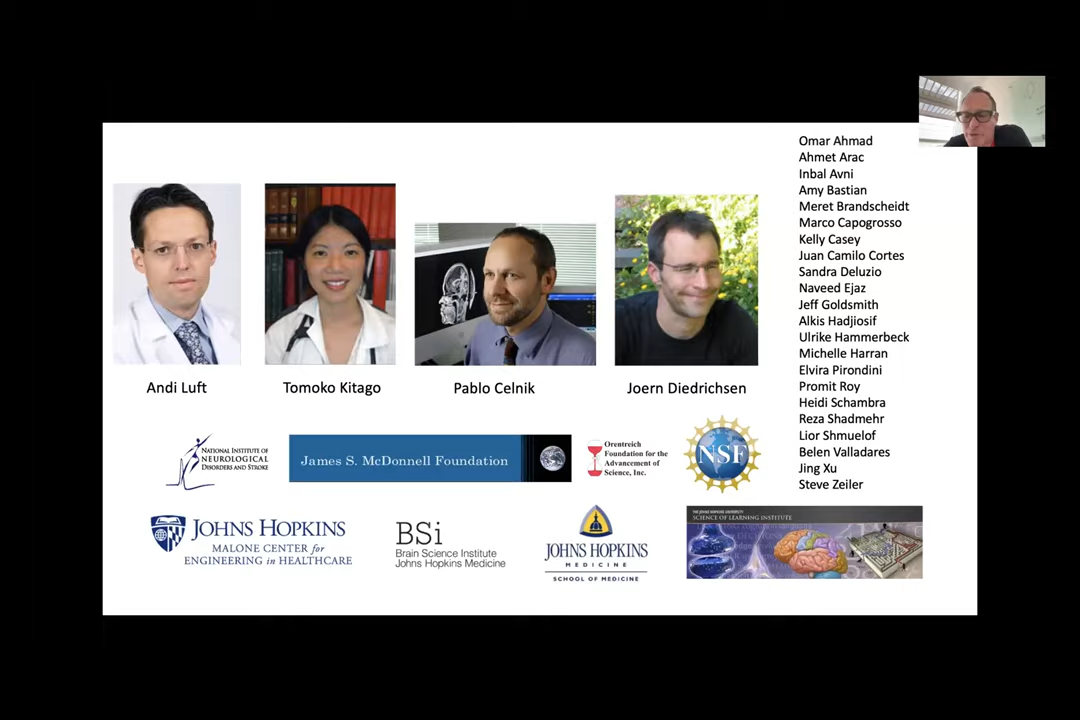 Omar Ahmad
Ahmet Arac
Inbal Avni
Amy Bastian
Meret Brandscheidt
Marco Capogrosso
Kelly Casey
Juan Camilo Cortes
Sandra Deluzio
Naveed Ejaz
Jeff Goldsmith
Alkis Hadjiosif
Ulrike Hammerbeck
Michelle Harran
Elvira Pirondini
Promit Roy
Heidi Schambra
Reza Shadmehr
Lior Shmuelof
Belen Valladares
Jing Xu
Steve Zeiler
Andi Luft
Tomoko Kitago
Pablo Celnik
Joern Diedrichsen
NATIONAL INSTITUTE OF
NEUROLOGICAL
DISORDERS AND STROKE
James S. McDonnell Foundation
Orentreich
Foundation for the
Advancement of
Science, Inc.
NSF
JOHNS HOPKINS
MALONE CENTER for
ENGINEERING in HEALTHCARE
BSi
Brain Science Institute
Johns Hopkins Medicine
JOHNS HOPKINS
MEDICINE
SCHOOL OF MEDICINE
THE JOHNS HOPKINS UNIVERSITY
SCIENCE OF LEARNING INSTITUTE